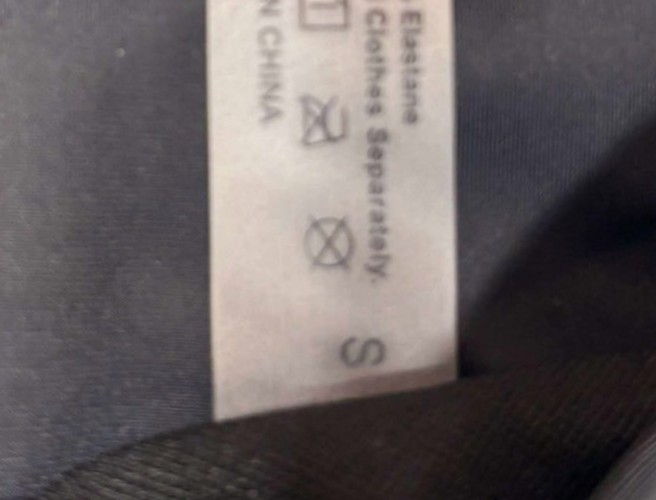 Elastane
Clothes Separately.
N CHINA
S